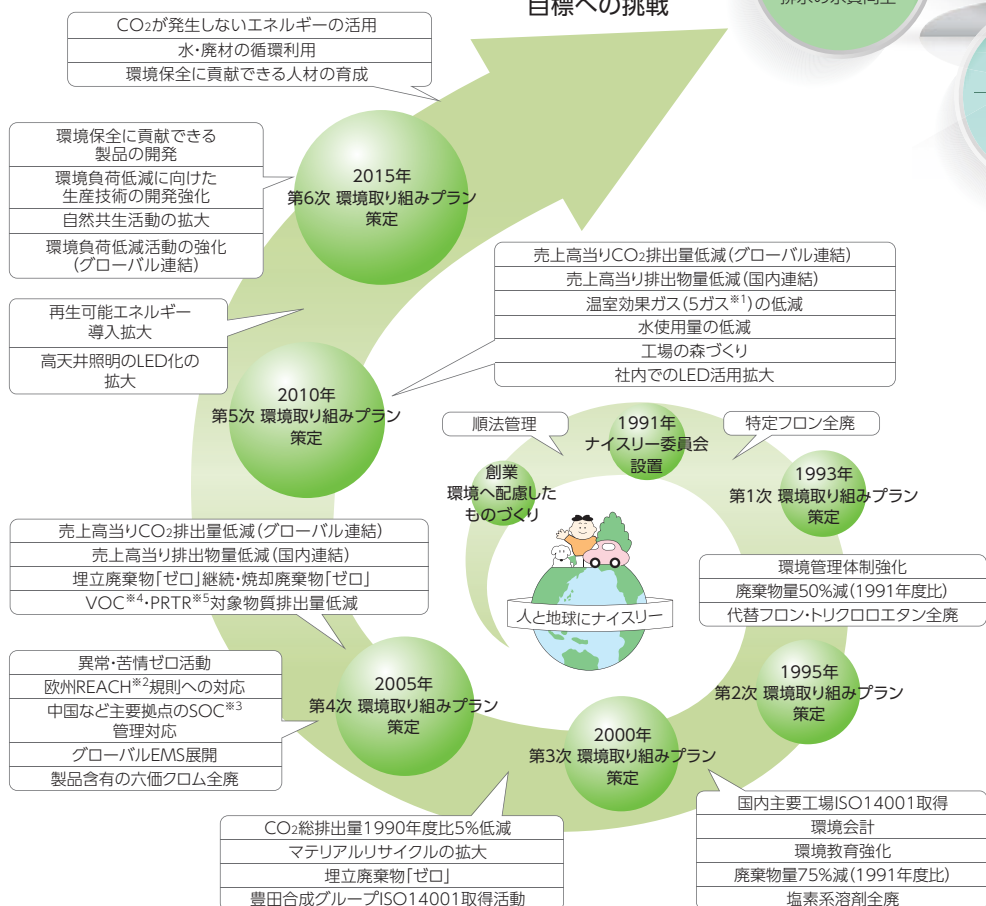 目標への挑戦
排水の水質向上
CO2が発生しないエネルギーの活用
水・廃材の循環利用
環境保全に貢献できる人材の育成
2015年
第6次 環境取り組みプラン
策定
環境保全に貢献できる
製品の開発
環境負荷低減に向けた
生産技術の開発強化
自然共生活動の拡大
環境負荷低減活動の強化
(グローバル連結)
再生可能エネルギー
導入拡大
高天井照明のLED化の
拡大
売上高当りCO2排出量低減(グローバル連結)
売上高当り排出物量低減(国内連結)
温室効果ガス(5ガス※1)の低減
水使用量の低減
工場の森づくり
社内でのLED活用拡大
2010年
第5次 環境取り組みプラン
策定
順法管理
1991年
ナイスリー委員会
設置
特定フロン全廃
創業
環境へ配慮した
ものづくり
1993年
第1次 環境取り組みプラン
策定
人と地球にナイスリー
環境管理体制強化
廃棄物量50%減(1991年度比)
代替フロン・トリクロロエタン全廃
売上高当りCO2排出量低減(グローバル連結)
売上高当り排出物量低減(国内連結)
埋立廃棄物「ゼロ」継続・焼却廃棄物「ゼロ」
VOC※4・PRTR※5対象物質排出量低減
異常・苦情ゼロ活動
欧州REACH※2規則への対応
中国など主要拠点のSOC※3
管理対応
グローバルEMS展開
製品含有の六価クロム全廃
2005年
第4次 環境取り組みプラン
策定
1995年
第2次 環境取り組みプラン
策定
2000年
第3次 環境取り組みプラン
策定
CO2総排出量1990年度比5%低減
マテリアルリサイクルの拡大
埋立廃棄物「ゼロ」
豊田合成グループISO14001取得活動
国内主要工場ISO14001取得
環境会計
環境教育強化
廃棄物量75%減(1991年度比)
塩素系溶剤全廃